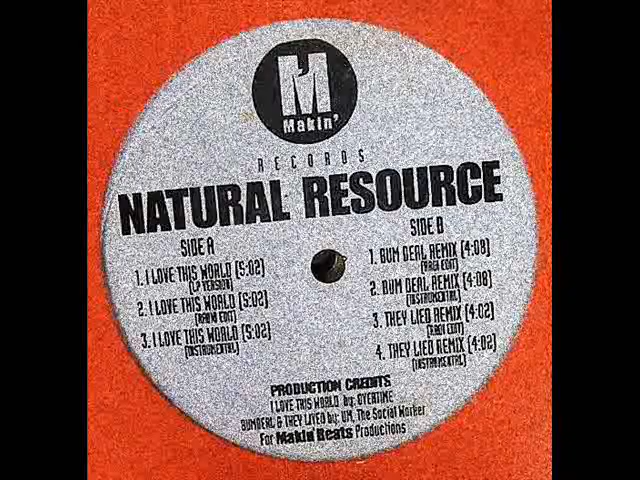 M
Makin'
RECORDS
NATURAL RESOURCE
SIDE A
1. I LOVE THIS WORLD [5:02]
[LP VERSION]
2. I LOVE THIS WORLD [5:02]
[RADIO EDIT]
3. I LOVE THIS WORLD [5:02]
[INSTRUMENTAL]
SIDE B
1. BUM DEAL REMIX [4:08]
[RADI EDIT]
2. BUM DEAL REMIX [4:08]
[INSTRUMENTAL]
3. THEY LIED REMIX [4:02]
[RADI EDIT]
4. THEY LIED REMIX [4:02]
[INSTRUMENTAL]
PRODUCTION CREDITS
I LOVE THIS WORLD by: OVERTIME
BUMDEAL & THEY LIVED by: UM, The Social Worker
For Makin' Beats Productions